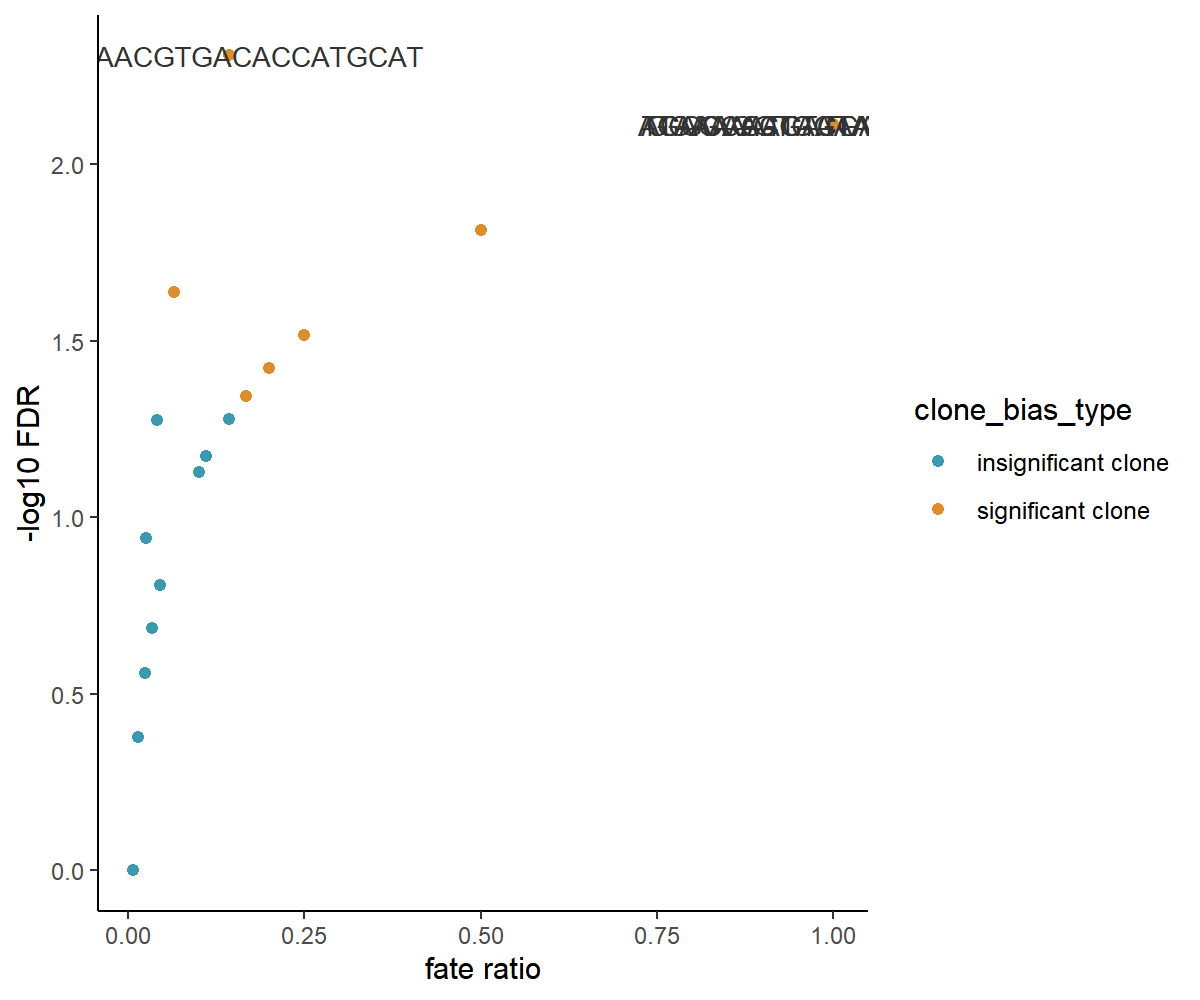 AACGTGACACCATGCAT
2.0
1.5
1.0
0.5
0.0
-log10 FDR
0.00 0.25 0.50 0.75 1.00
fate ratio
clone_bias_type
insignificant clone
significant clone